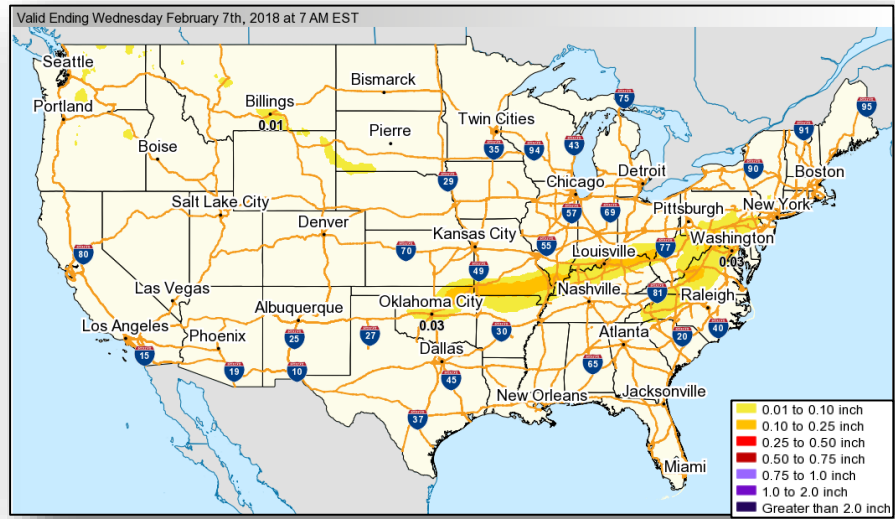 Valid Ending Wednesday February 7th, 2018 at 7 AM EST
Seattle
Portland
Boise
Billings
0.01
Bismarck
Pierre
Twin Cities
75
95
91
35
94
43
90
Boston
29
Chicago
Detroit
New York
Salt Lake City
57
69
Pittsburgh
Denver
80
70
Kansas City
55
77
Washington
0.03
49
Louisville
Las Vegas
Nashville
81
Raleigh
Albuquerque
Oklahoma City
0.03
Los Angeles
Phoenix
25
27
30
Atlanta
20
40
15
19
10
Dallas
45
65
37
New Orleans
Jacksonville
Miami
0.01 to 0.10 inch
0.10 to 0.25 inch
0.25 to 0.50 inch
0.50 to 0.75 inch
0.75 to 1.0 inch
1.0 to 2.0 inch
Greater than 2.0 inch